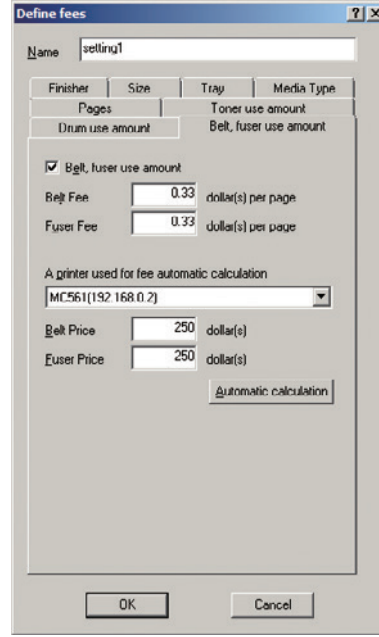 Define fees
Name setting1
Finisher Size Tray Media Type
Pages Toner use amount
Drum use amount Belt, fuser use amount
Belt, fuser use amount
Belt Fee 0.33 dollar(s) per page
Fuser Fee 0.33 dollar(s) per page
A printer used for fee automatic calculation
MC561(192.168.0.2)
Belt Price 250 dollar(s)
Fuser Price 250 dollar(s)
Automatic calculation
OK Cancel